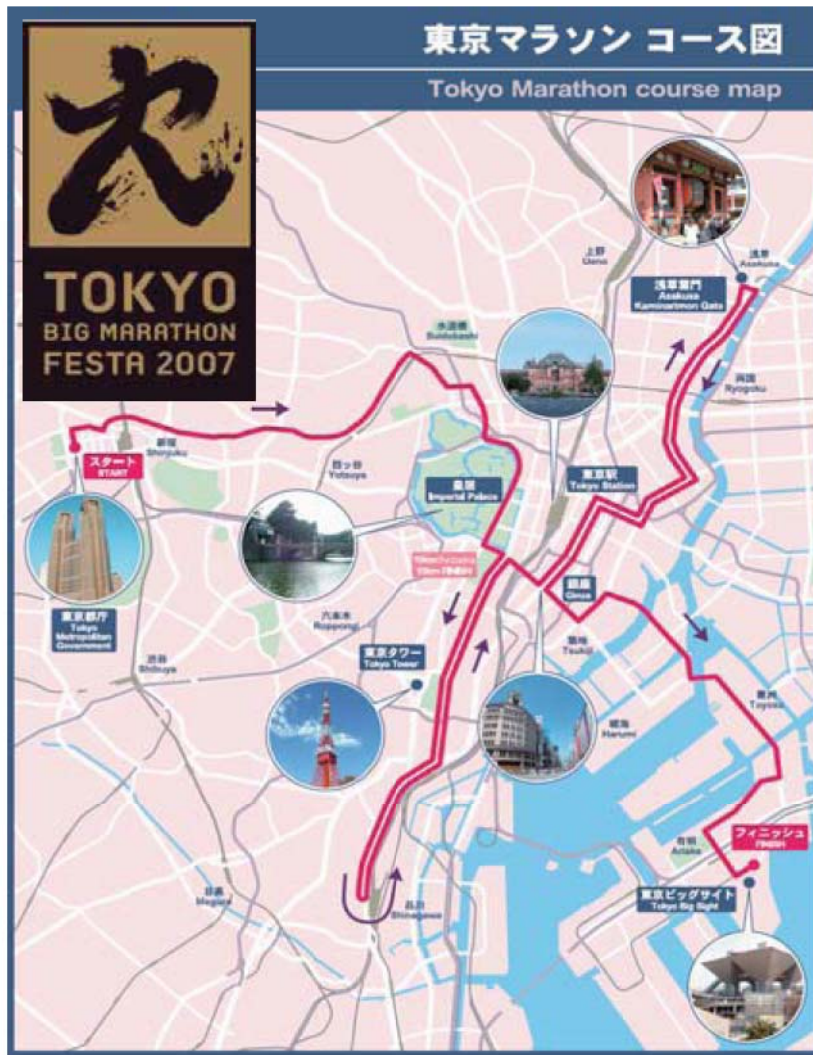 東京マラソン コース図
Tokyo Marathon course map
TOKYO
BIG MARATHON
FESTA 2007
上野
Ueno
浅草
Asakusa
浅草雷門
Asakusa
Kaminarimon Gate
水道橋
Suidobashi
両国
Ryogoku
スタート
START
新宿
Shinjuku
四ッ谷
Yotsuya
皇居
Imperial Palace
東京駅
Tokyo Station
10km FINISH
銀座
Ginza
東京都庁
Tokyo
Metropolitan
Government
六本木
Roppongi
築地
Tsukiji
渋谷
Shibuya
東京タワー
Tokyo Tower
晴海
Harumi
豊洲
Toyosu
有明
Ariake
フィニッシュ
FINISH
東京ビッグサイト
Tokyo Big Sight
目黒
Meguro
品川
Shinagawa